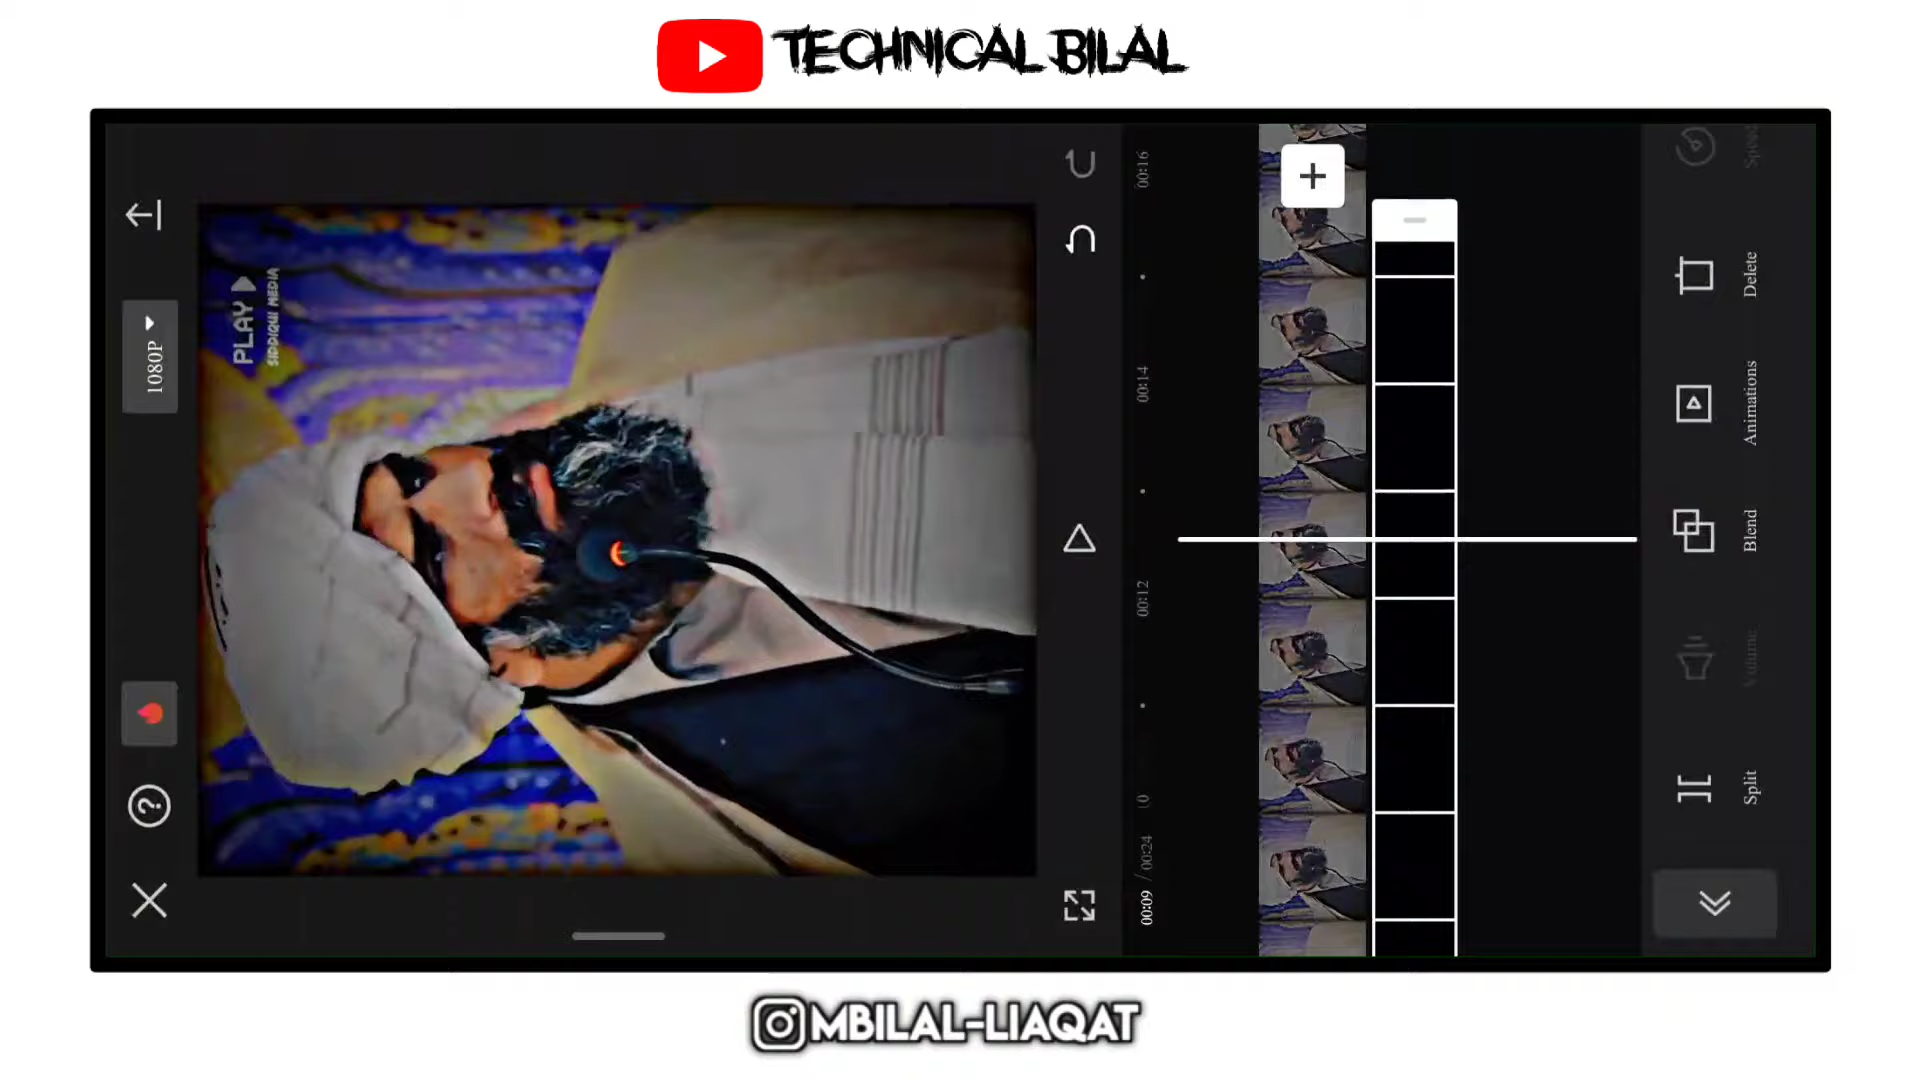 TECHNICAL BILAL
1080P
PLAY
SIDDIQUI MEDIA
00:09 / 00:24
00:12
00:14
00:16
Split
Volume
Blend
Animations
Delete
MBILAL-LIAQAT